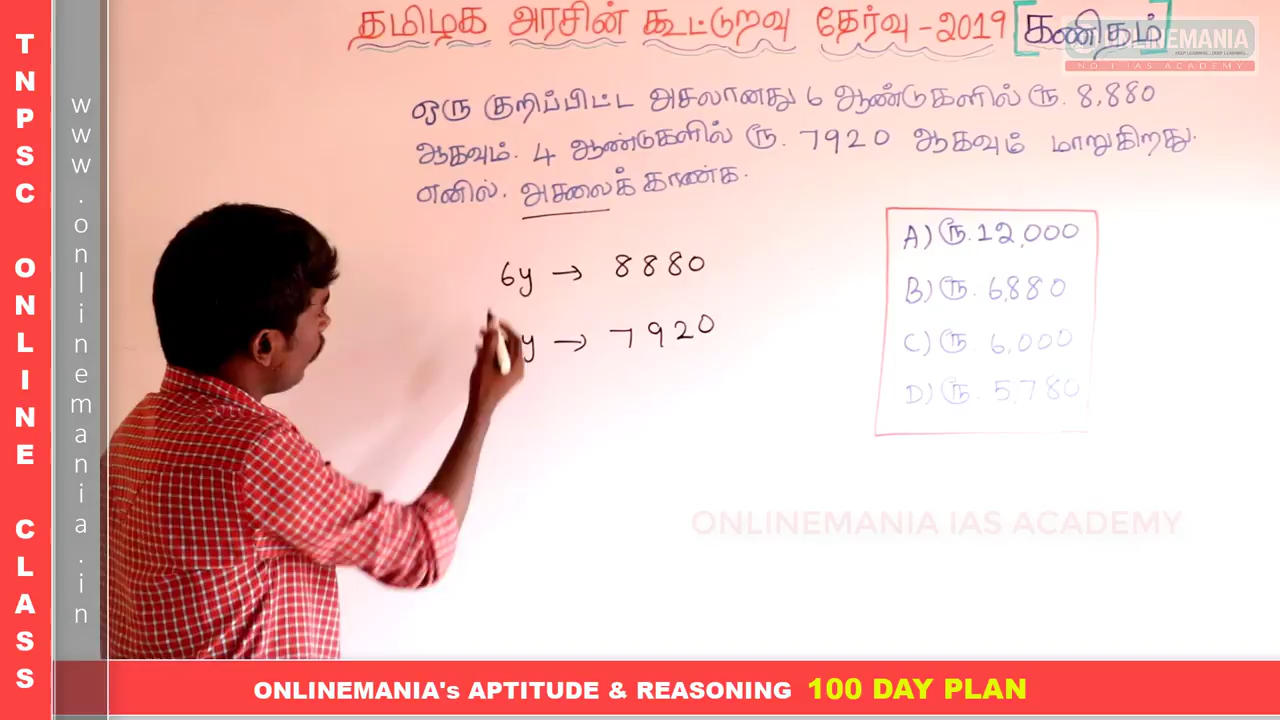 தமிழக அரசின் கூட்டுறவு தேர்வு - 2019 [கணிதம்]
ONLINEMANIA
NO 1 IAS ACADEMY
ஒரு குறிப்பிட்ட அசலானது 6 ஆண்டுகளில் ரூ. 8,880
ஆகவும். 4 ஆண்டுகளில் ரூ. 7920 ஆகவும் மாறுகிறது.
எனில். அசலைக் காண்க.
6y → 8880
y → 7920
A) ரூ. 12,000
B) ரூ. 6,880
C) ரூ. 6,000
D) ரூ. 5,780
ONLINEMANIA IAS ACADEMY
TNPSC ONLINE CLASS
www.onlinemania.in
ONLINEMANIA's APTITUDE & REASONING 100 DAY PLAN